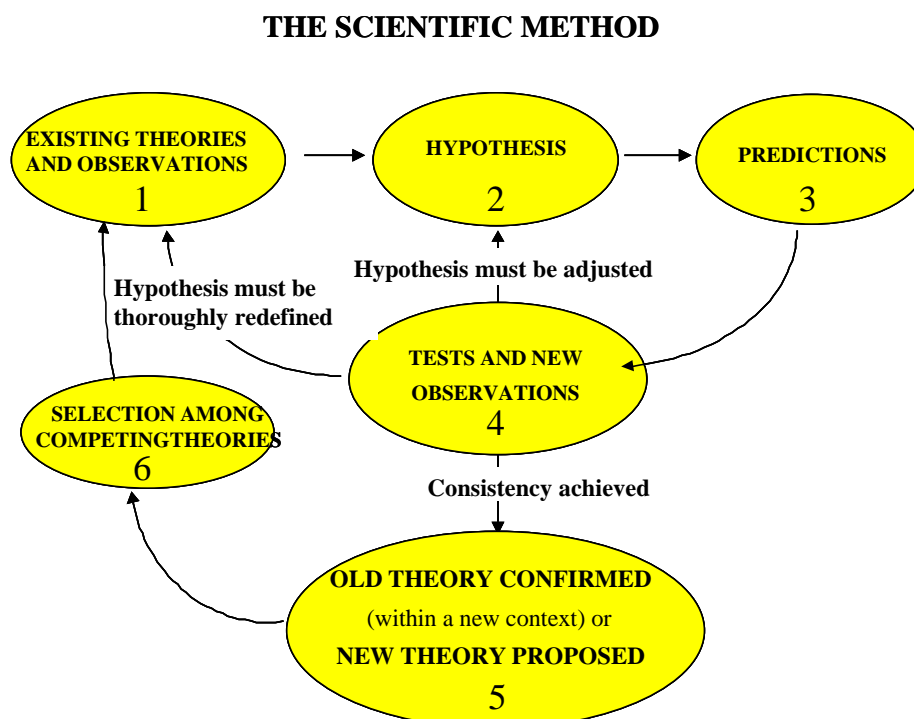 THE SCIENTIFIC METHOD
EXISTING THEORIES
AND OBSERVATIONS
1
HYPOTHESIS
2
PREDICTIONS
3
Hypothesis must be adjusted
Hypothesis must be
thoroughly redefined
TESTS AND NEW
OBSERVATIONS
4
SELECTION AMONG
COMPETINGTHEORIES
6
Consistency achieved
OLD THEORY CONFIRMED
(within a new context) or
NEW THEORY PROPOSED
5